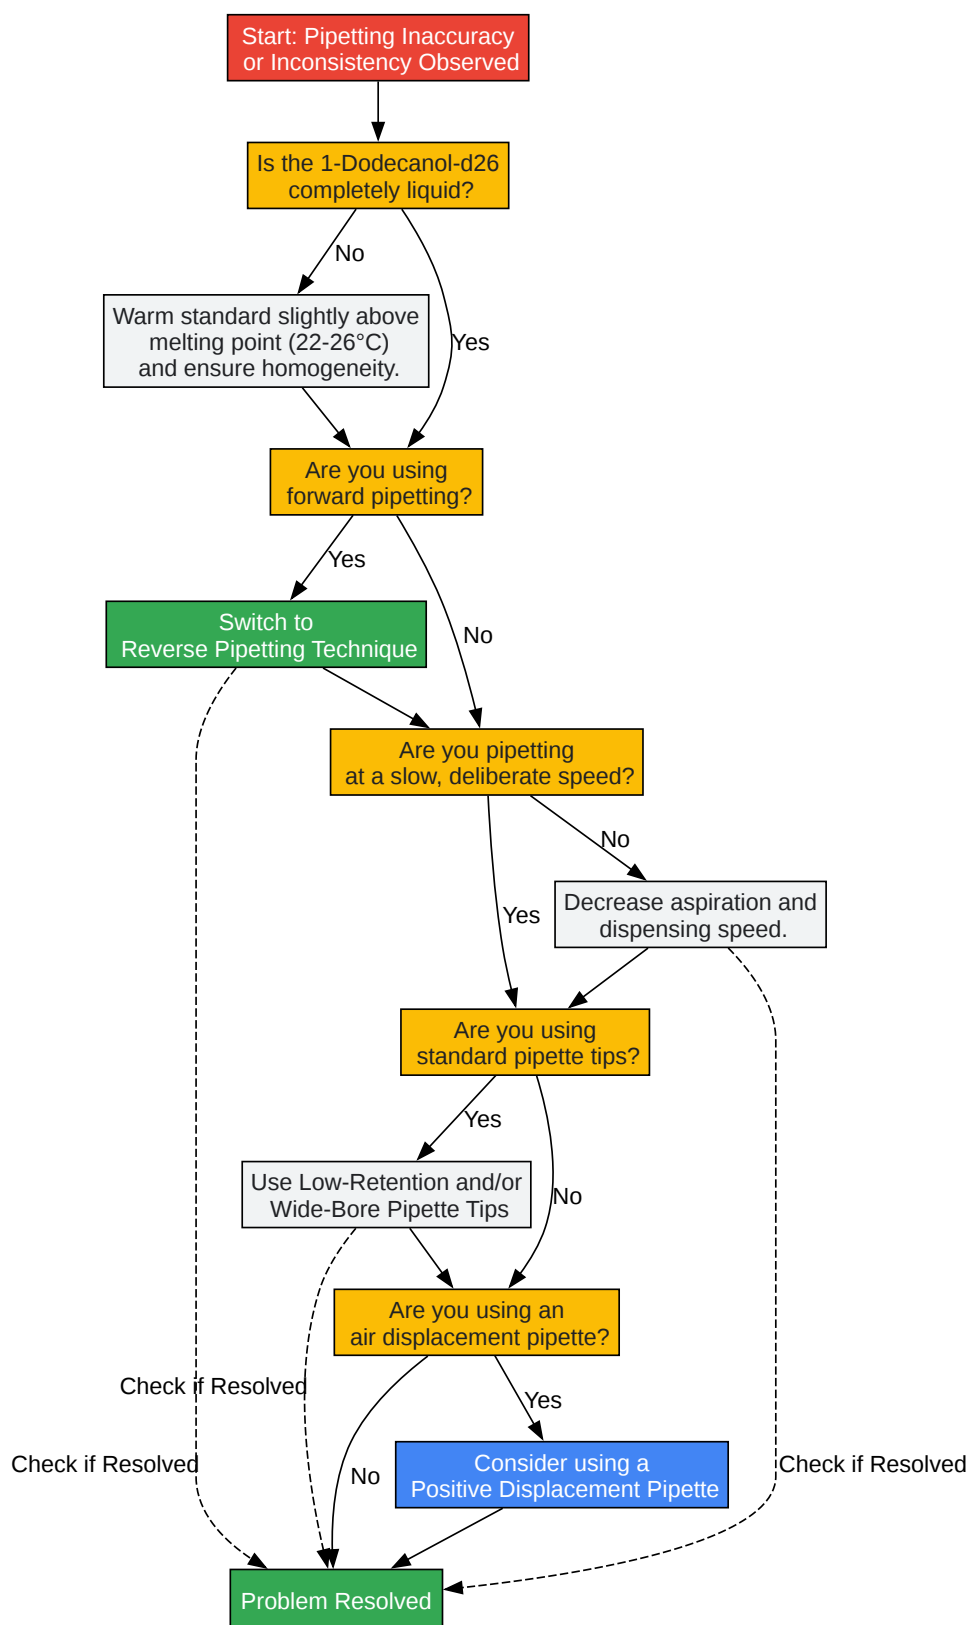 Start: Pipetting Inaccuracy
or Inconsistency Observed
Is the 1-Dodecanol-d26
completely liquid?
No
Warm standard slightly above
melting point (22-26°C)
and ensure homogeneity.
Yes
Are you using
forward pipetting?
Yes
Switch to
Reverse Pipetting Technique
No
Are you pipetting
at a slow, deliberate speed?
No
Decrease aspiration and
dispensing speed.
Yes
Are you using
standard pipette tips?
Yes
Use Low-Retention and/or
Wide-Bore Pipette Tips
No
Are you using an
air displacement pipette?
Check if Resolved
Yes
Consider using a
Positive Displacement Pipette
Check if Resolved
No
Check if Resolved
Problem Resolved